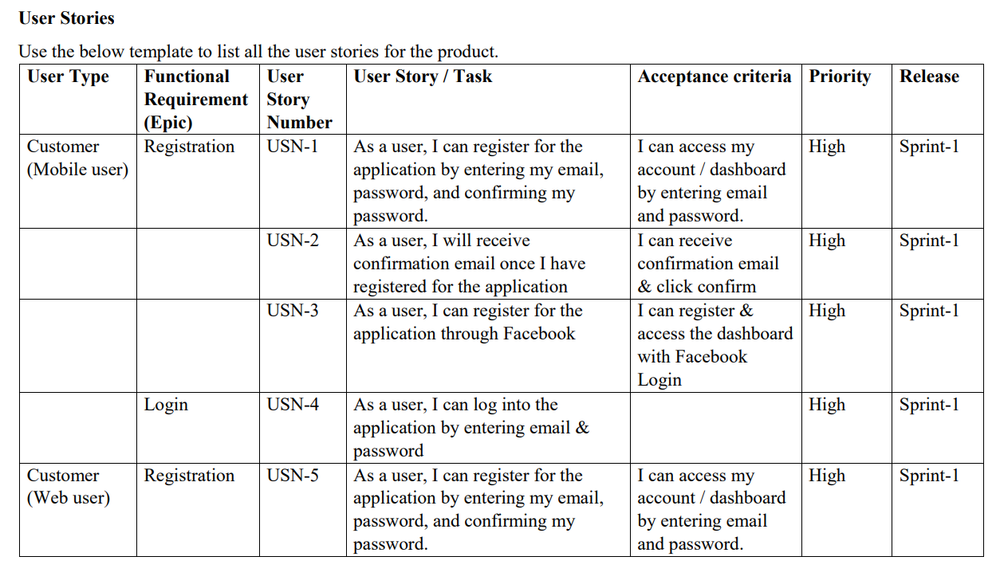 User Stories
Use the below template to list all the user stories for the product.
User Type
Functional
Requirement
(Epic)
User
Story
Number
User Story / Task
Acceptance criteria
Priority
Release
Customer
(Mobile user)
Registration
USN-1
As a user, I can register for the
application by entering my email,
password, and confirming my
password.
I can access my
account / dashboard
by entering email
and password.
High
Sprint-1
USN-2
As a user, I will receive
confirmation email once I have
registered for the application
I can receive
confirmation email
& click confirm
High
Sprint-1
USN-3
As a user, I can register for the
application through Facebook
I can register &
access the dashboard
with Facebook
Login
High
Sprint-1
Login
USN-4
As a user, I can log into the
application by entering email &
password
High
Sprint-1
Customer
(Web user)
Registration
USN-5
As a user, I can register for the
application by entering my email,
password, and confirming my
password.
I can access my
account / dashboard
by entering email
and password.
High
Sprint-1